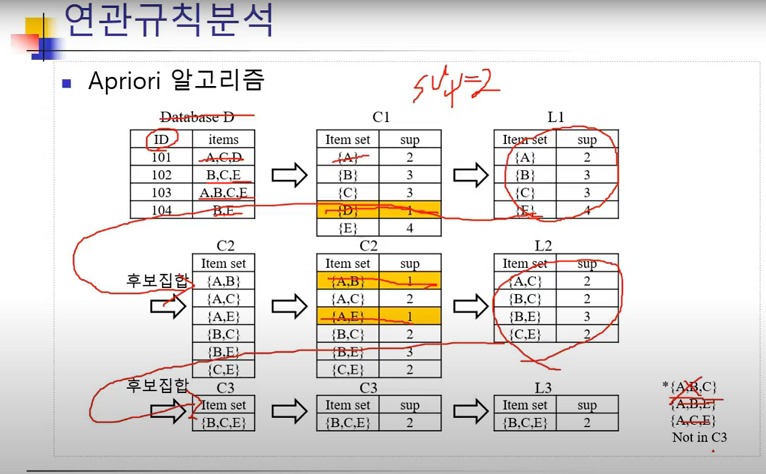 연관규칙분석
Apriori 알고리즘
sup=2
Database D
ID items
101 A,C,D
102 B,C,E
103 A,B,C,E
104 B,E
C1
Item set sup
{A} 2
{B} 3
{C} 3
{D} 1
{E} 4
L1
Item set sup
{A} 2
{B} 3
{C} 3
{E} 4
후보집합
C2
Item set
{A,B}
{A,C}
{A,E}
{B,C}
{B,E}
{C,E}
C2
Item set sup
{A,B} 1
{A,C} 2
{A,E} 1
{B,C} 2
{B,E} 3
{C,E} 2
L2
Item set sup
{A,C} 2
{B,C} 2
{B,E} 3
{C,E} 2
후보집합
C3
Item set
{B,C,E}
C3
Item set sup
{B,C,E} 2
L3
Item set sup
{B,C,E} 2
*{A,B,C}
{A,B,E}
{A,C,E}
Not in C3